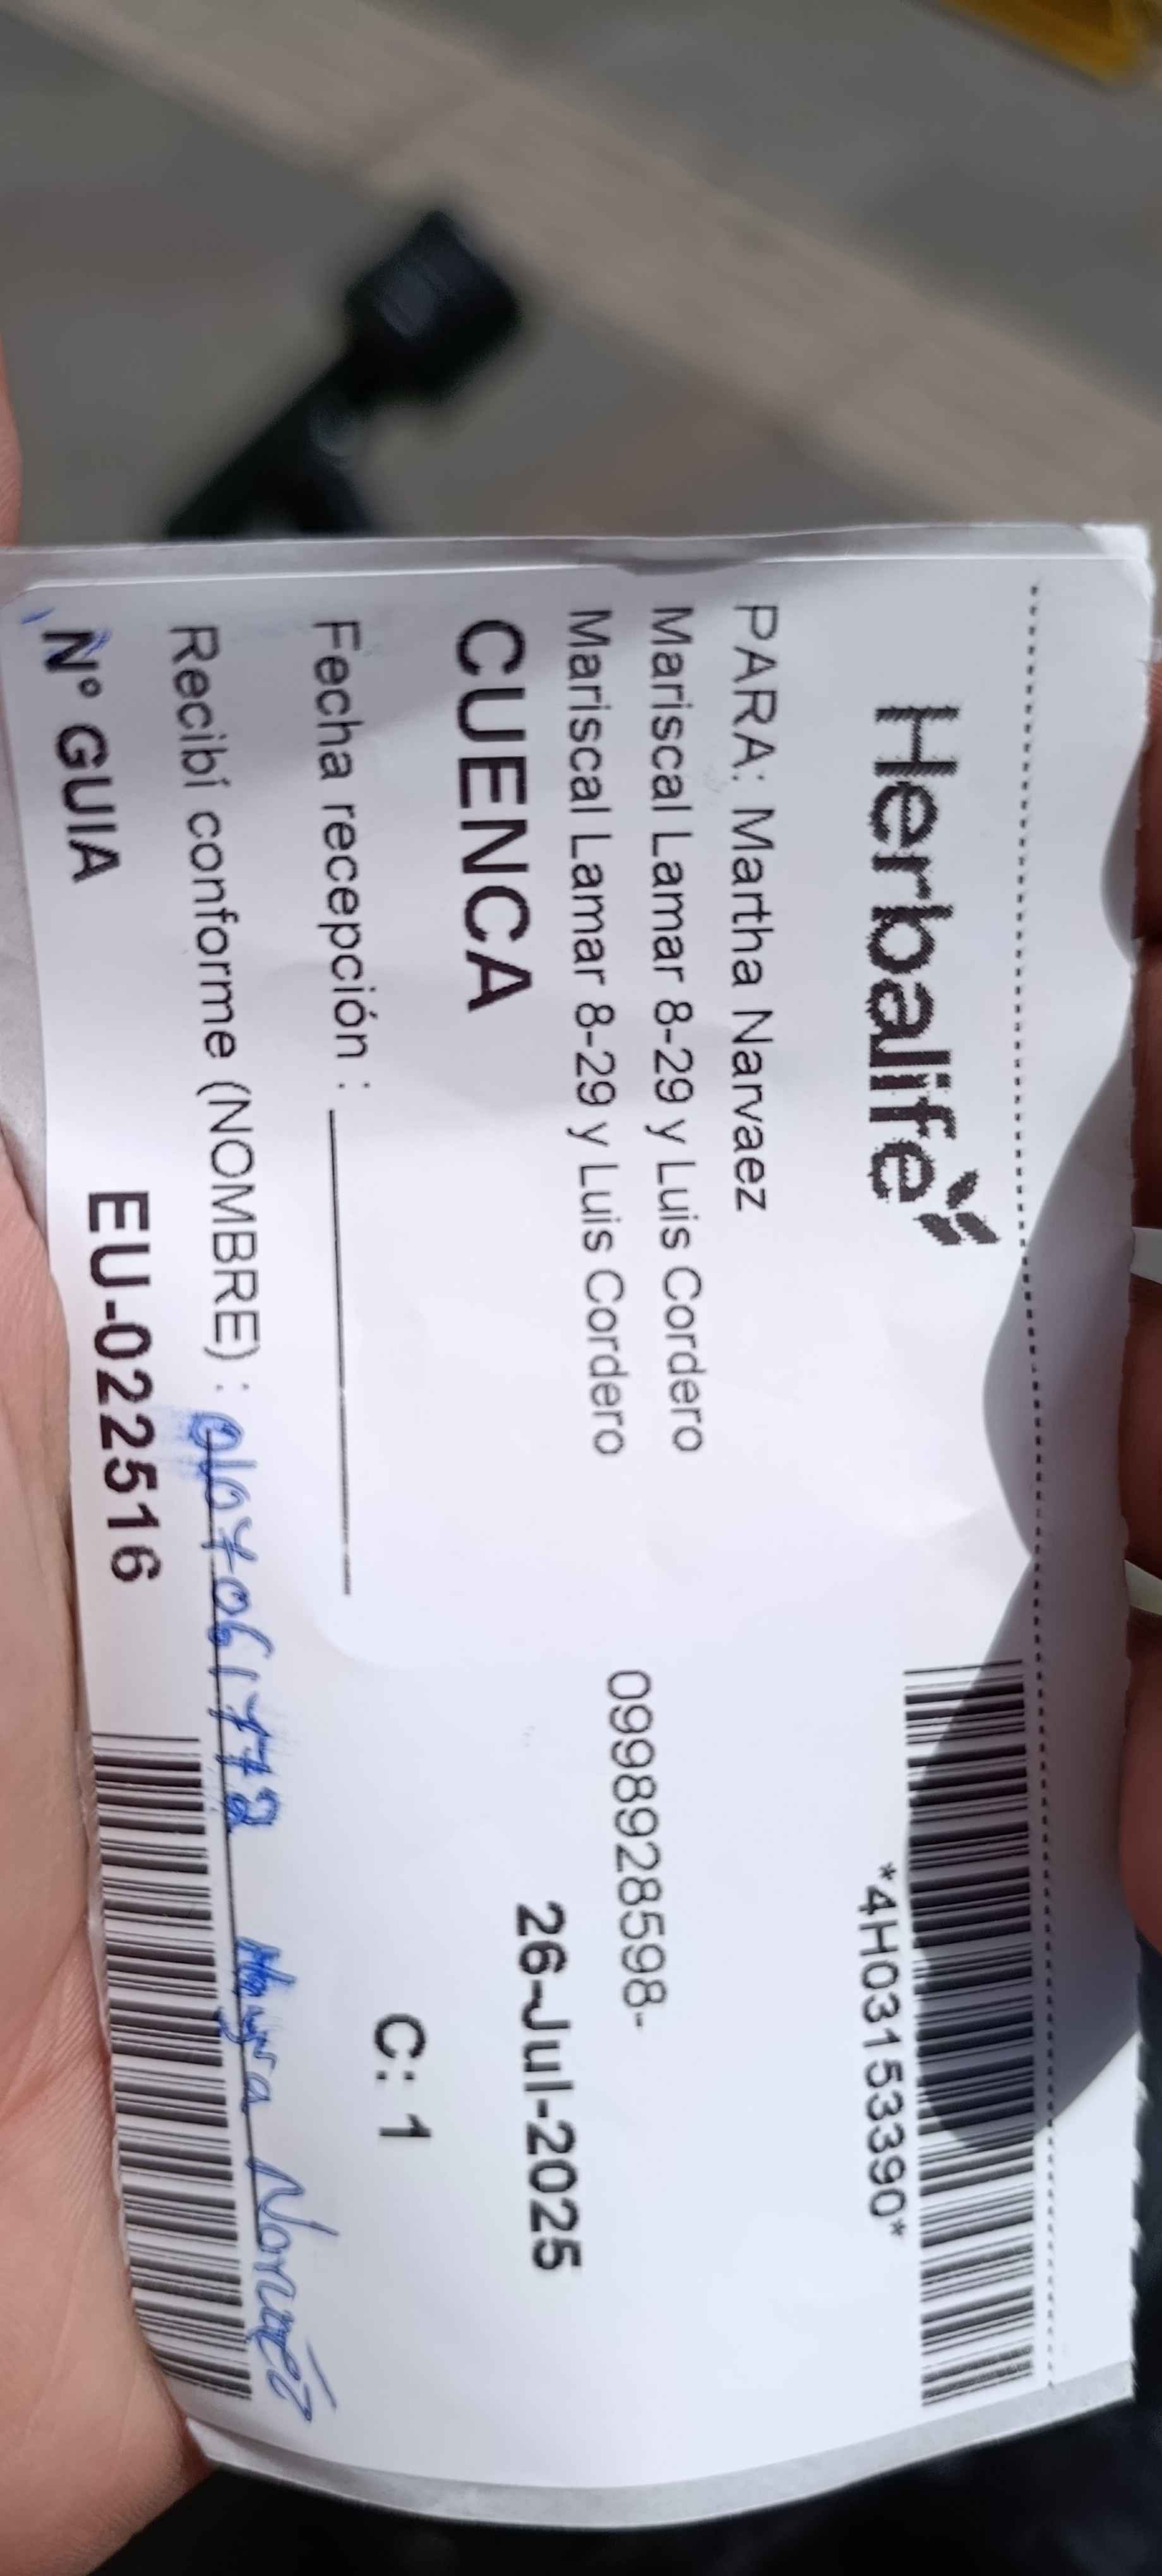 Herbalife
*4H03153390*
PARA: Martha Narvaez
Mariscal Lamar 8-29 y Luis Cordero
Mariscal Lamar 8-29 y Luis Cordero 0998928598-
CUENCA 26-Jul-2025
Fecha recepción : C: 1
Recibí conforme (NOMBRE) : Narváez
N° GUIA EU-022516